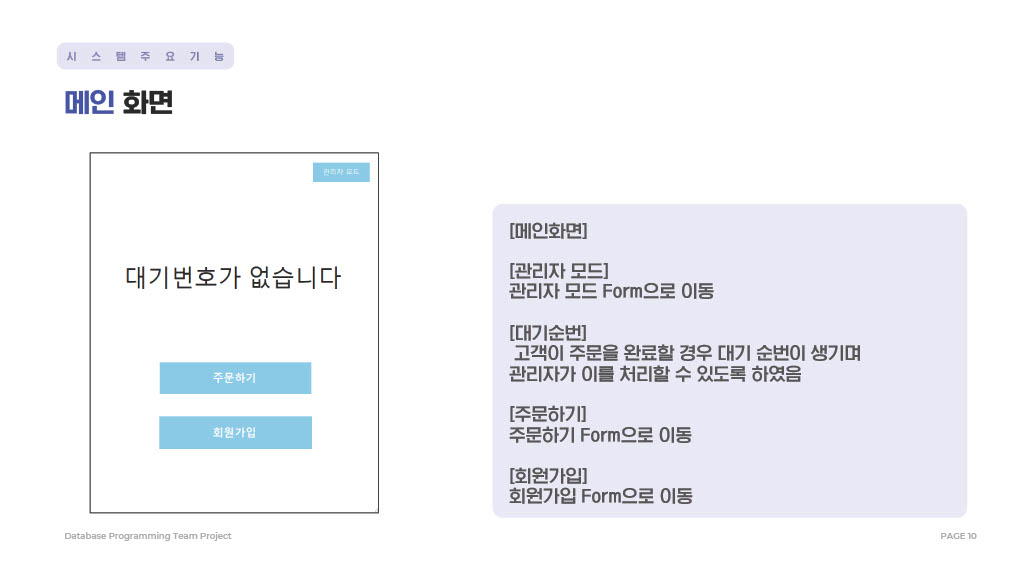 시스템주요기능
메인 화면
관리자 모드
대기번호가 없습니다
주문하기
회원가입
[메인화면]
[관리자 모드]
관리자 모드 Form으로 이동
[대기순번]
고객이 주문을 완료할 경우 대기 순번이 생기며
관리자가 이를 처리할 수 있도록 하였음
[주문하기]
주문하기 Form으로 이동
[회원가입]
회원가입 Form으로 이동
Database Programming Team Project
PAGE 10